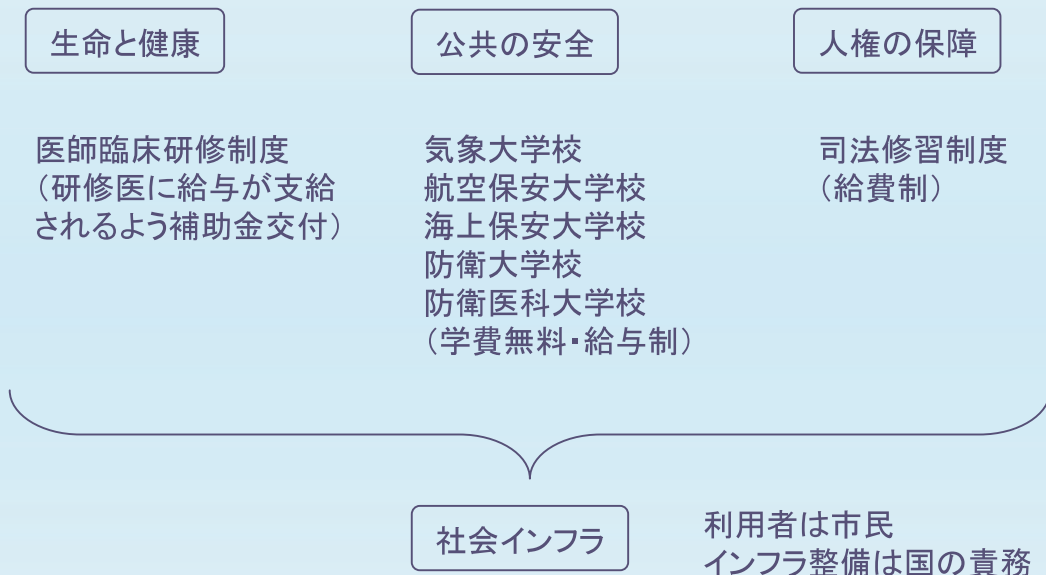 生命と健康
公共の安全
人権の保障
医師臨床研修制度
（研修医に給与が支給
されるよう補助金交付）
気象大学校
航空保安大学校
海上保安大学校
防衛大学校
防衛医科大学校
（学費無料・給与制）
司法修習制度
（給費制）
社会インフラ
利用者は市民
インフラ整備は国の責務